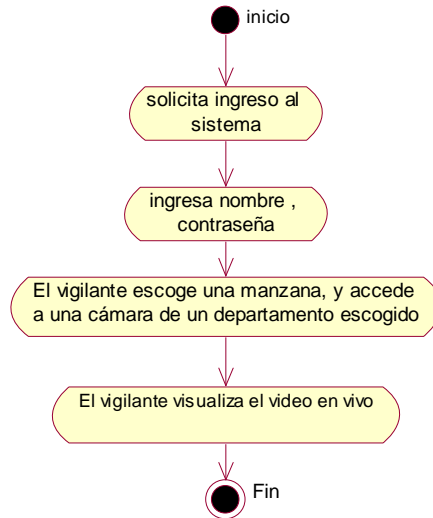 inicio
solicita ingreso al
sistema
ingresa nombre ,
contraseña
El vigilante escoge una manzana, y accede
a una cámara de un departamento escogido
El vigilante visualiza el video en vivo
Fin